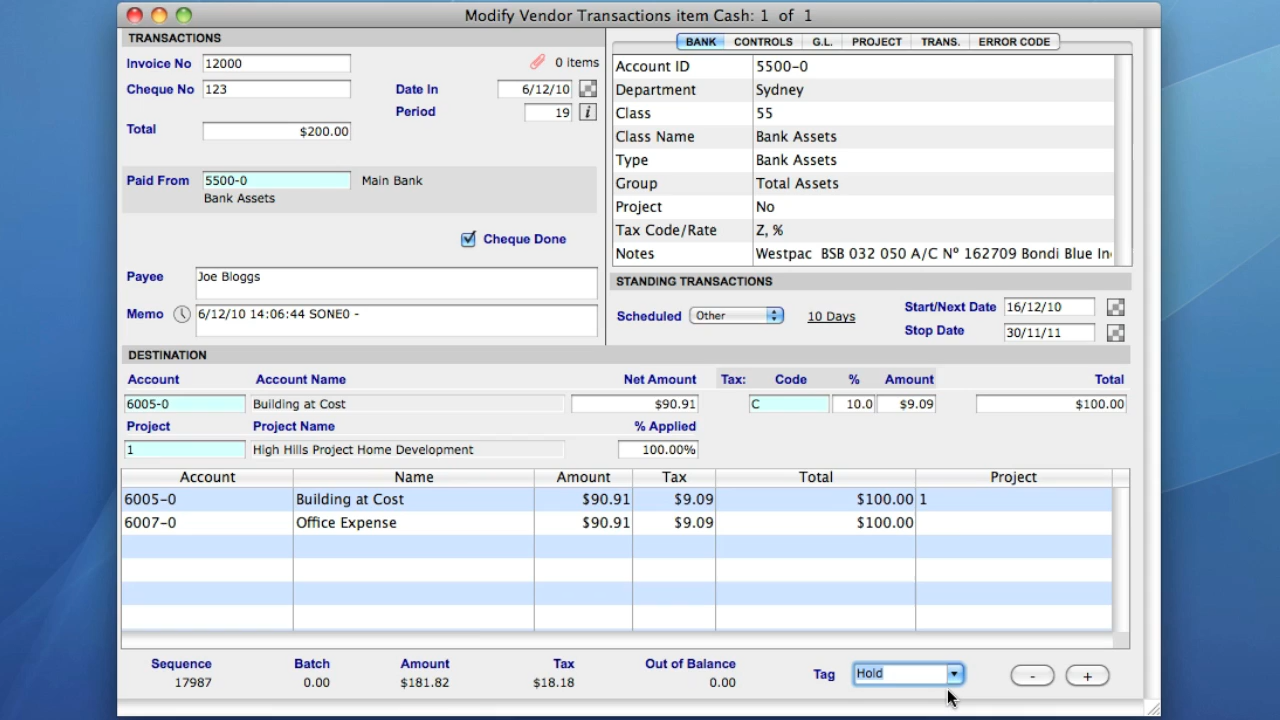 Modify Vendor Transactions item Cash: 1 of 1
TRANSACTIONS
Invoice No 12000 0 items
Cheque No 123 Date In 6/12/10
Period 19 i
Total $200.00
Paid From 5500-0 Main Bank
Bank Assets
Cheque Done
Payee Joe Bloggs
Memo 6/12/10 14:06:44 SONE0 -
BANK CONTROLS G.L. PROJECT TRANS. ERROR CODE
Account ID 5500-0
Department Sydney
Class 55
Class Name Bank Assets
Type Bank Assets
Group Total Assets
Project No
Tax Code/Rate Z, %
Notes Westpac BSB 032 050 A/C Nº 162709 Bondi Blue In
STANDING TRANSACTIONS
Scheduled Other 10 Days Start/Next Date 16/12/10
Stop Date 30/11/11
DESTINATION
Account Account Name Net Amount Tax: Code % Amount Total
6005-0 Building at Cost $90.91 C 10.0 $9.09 $100.00
Project Project Name % Applied
1 High Hills Project Home Development 100.00%
Account Name Amount Tax Total Project
6005-0 Building at Cost $90.91 $9.09 $100.00 1
6007-0 Office Expense $90.91 $9.09 $100.00
Sequence Batch Amount Tax Out of Balance
17987 0.00 $181.82 $18.18 0.00
Tag Hold - +